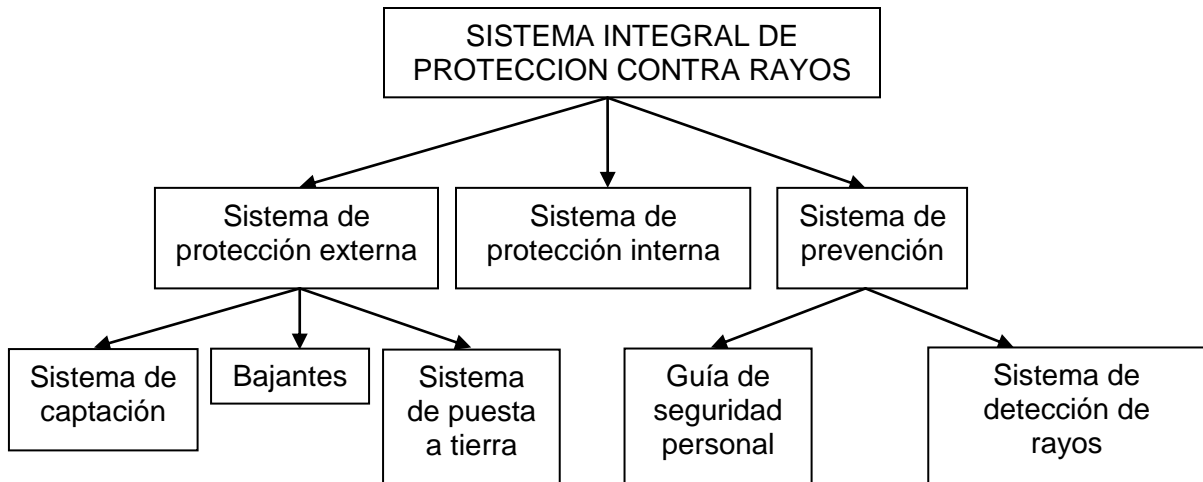 SISTEMA INTEGRAL DE
PROTECCION CONTRA RAYOS
Sistema de
protección externa
Sistema de
protección interna
Sistema de
prevención
Sistema de
captación
Bajantes
Sistema
de puesta
a tierra
Guía de
seguridad
personal
Sistema de
detección de
rayos